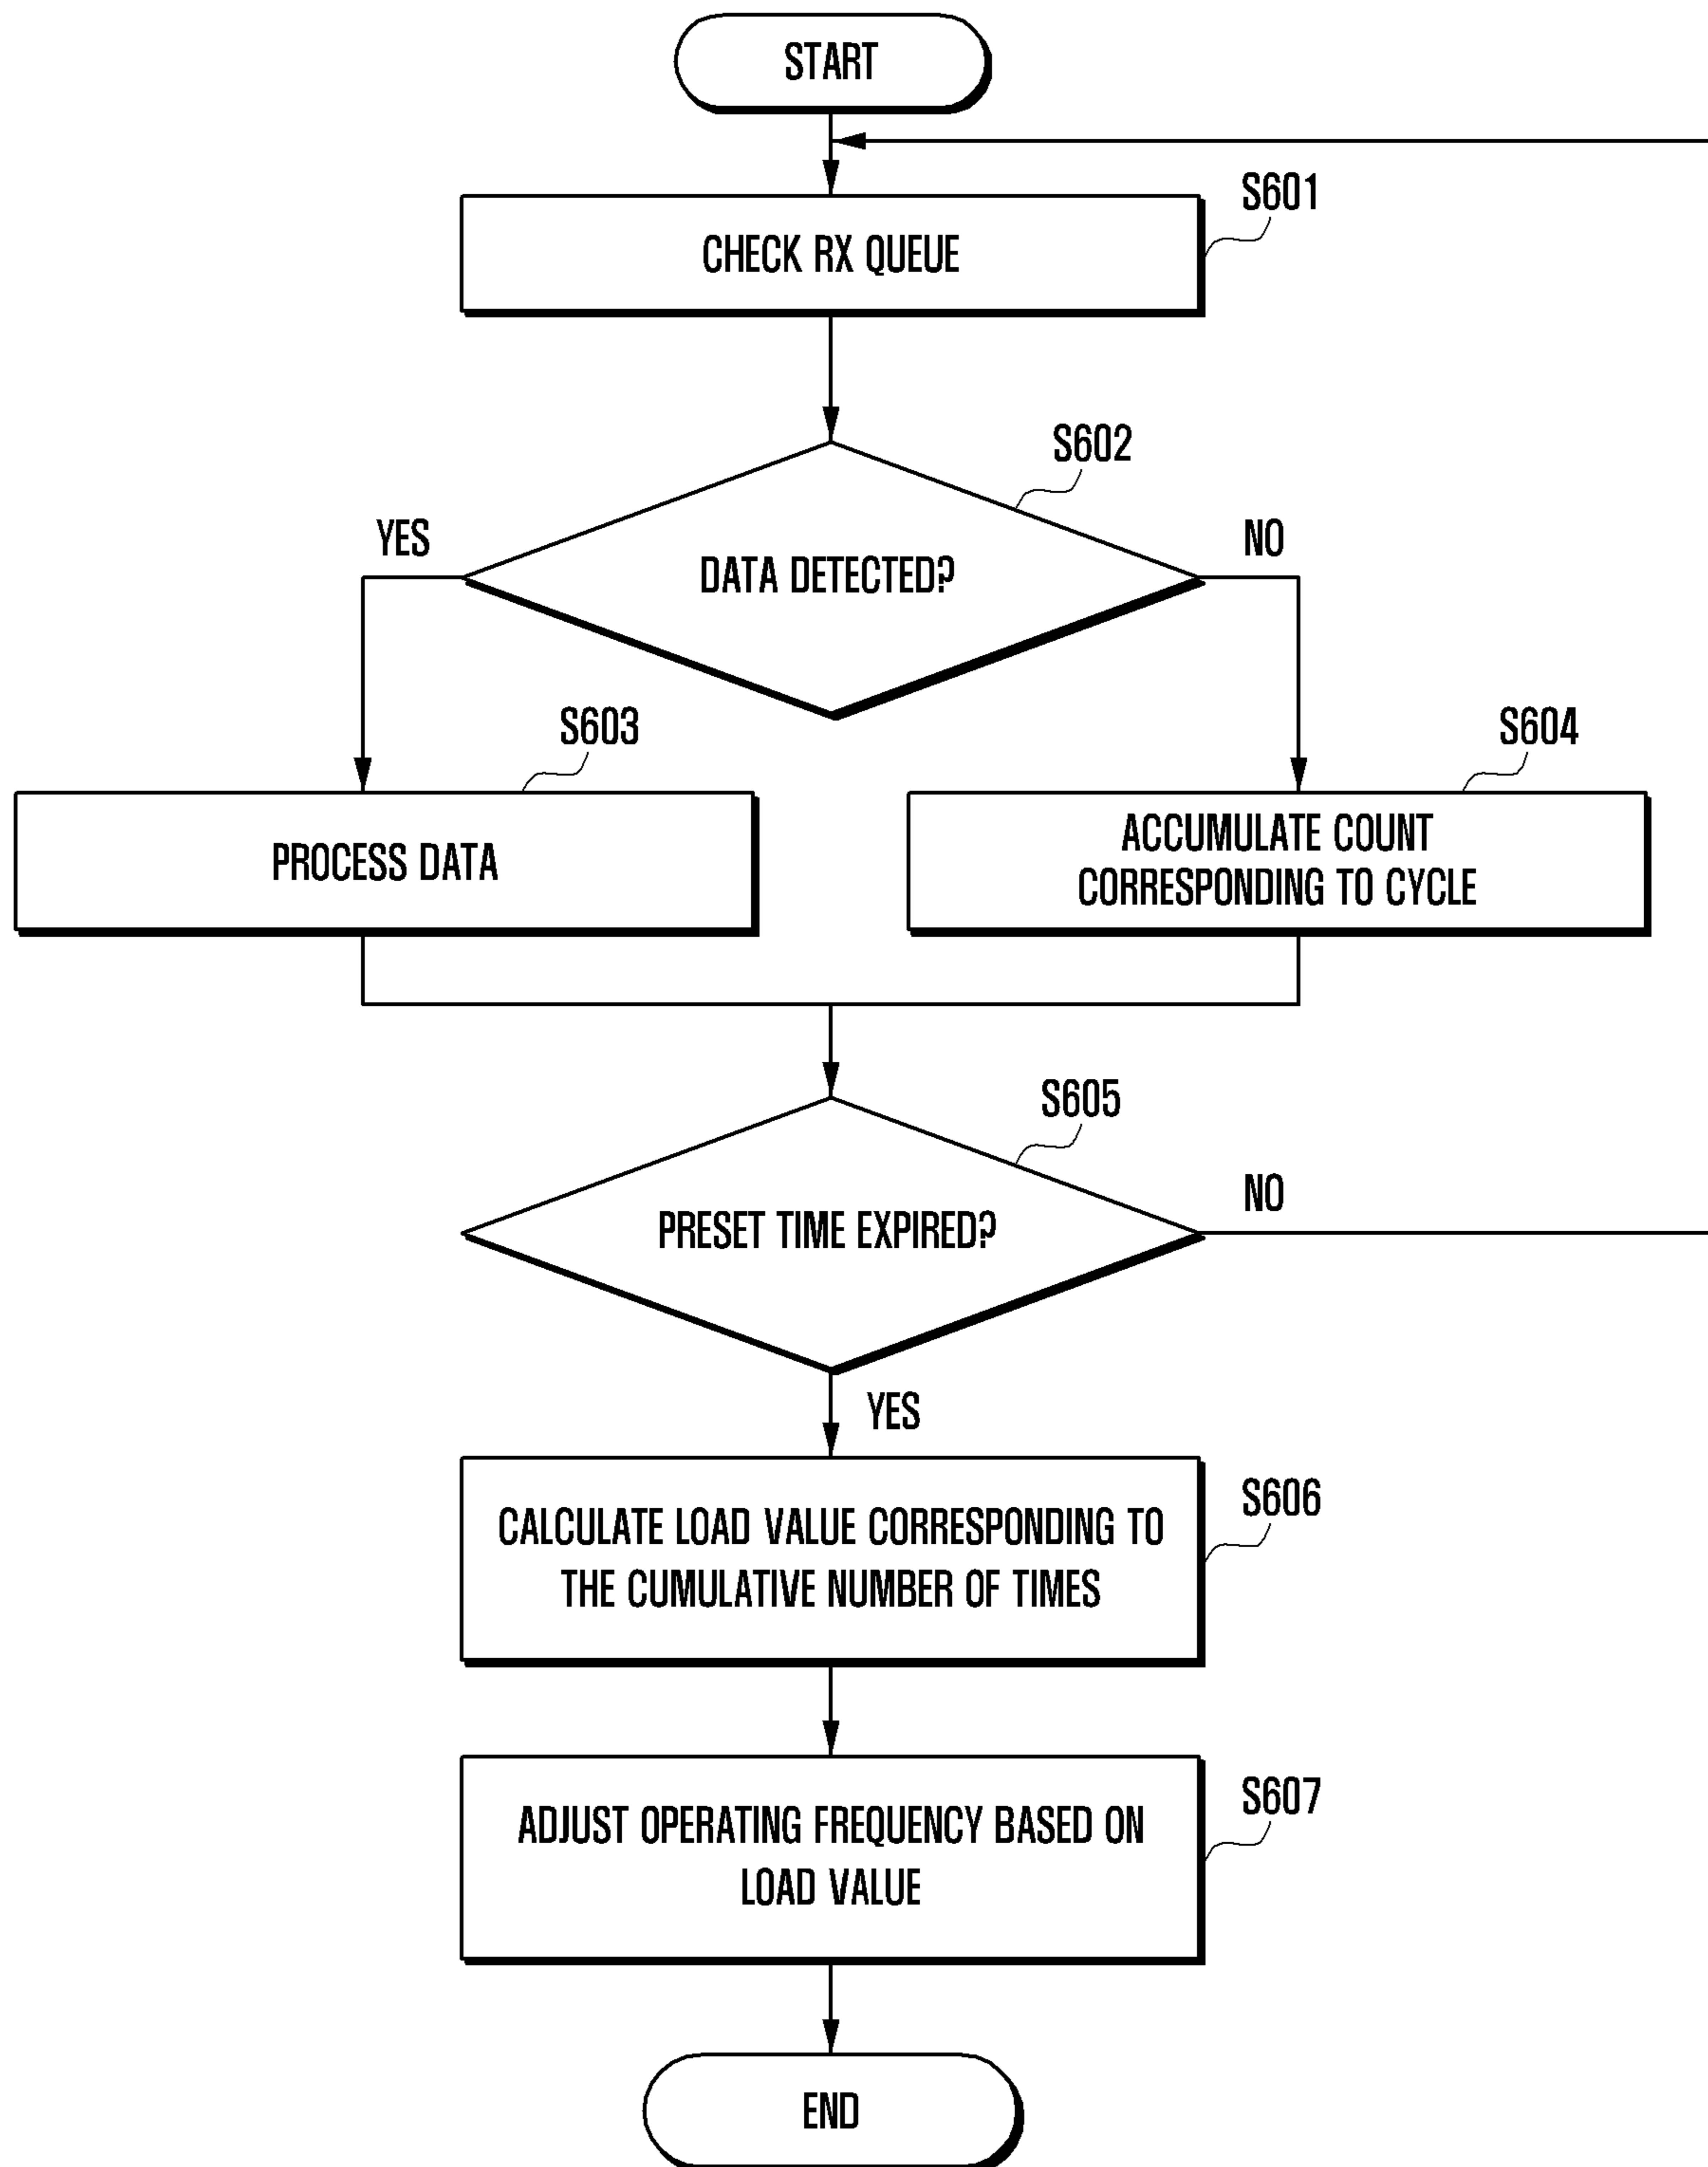 START
S601
CHECK RX QUEUE
S602
YES
NO
DATA DETECTED?
S603
S604
PROCESS DATA
ACCUMULATE COUNT
CORRESPONDING TO CYCLE
S605
NO
PRESET TIME EXPIRED?
YES
S606
CALCULATE LOAD VALUE CORRESPONDING TO
THE CUMULATIVE NUMBER OF TIMES
S607
ADJUST OPERATING FREQUENCY BASED ON
LOAD VALUE
END